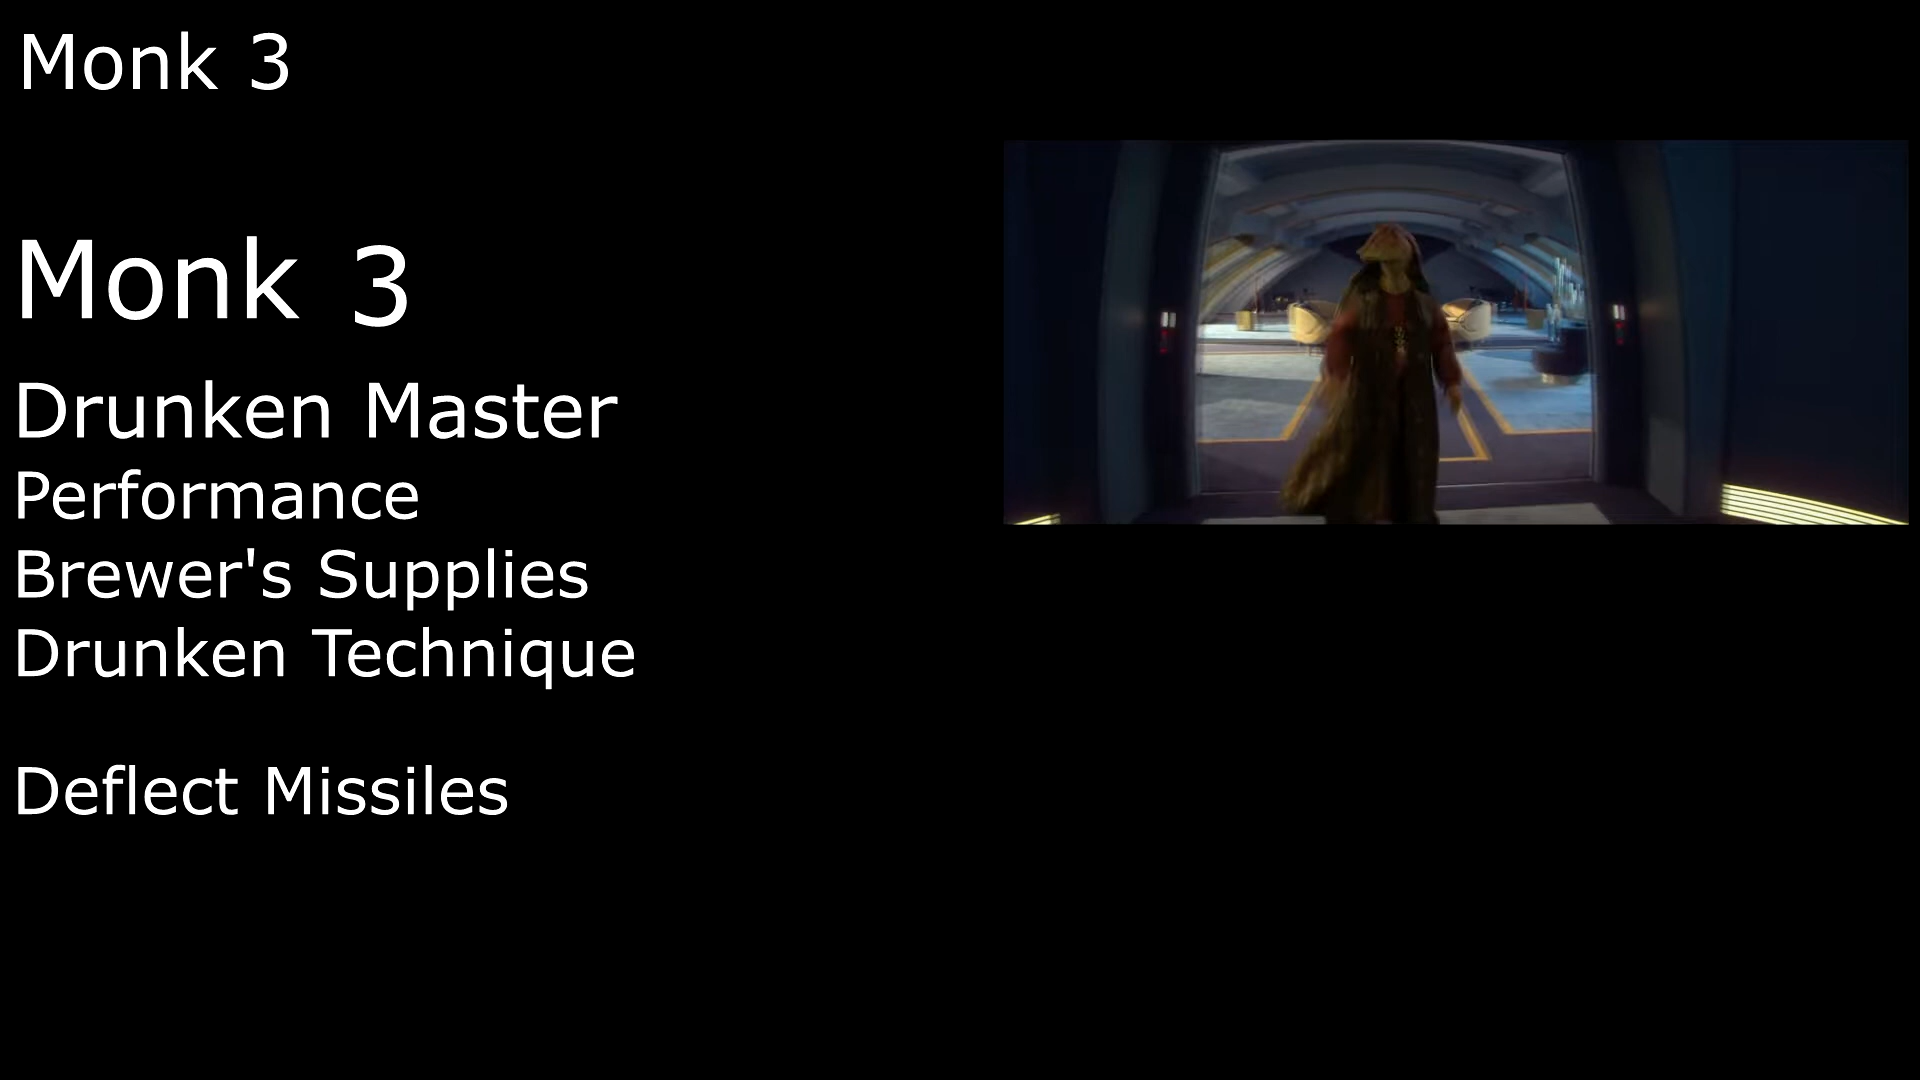 Monk 3
Monk 3
Drunken Master
Performance
Brewer's Supplies
Drunken Technique
Deflect Missiles